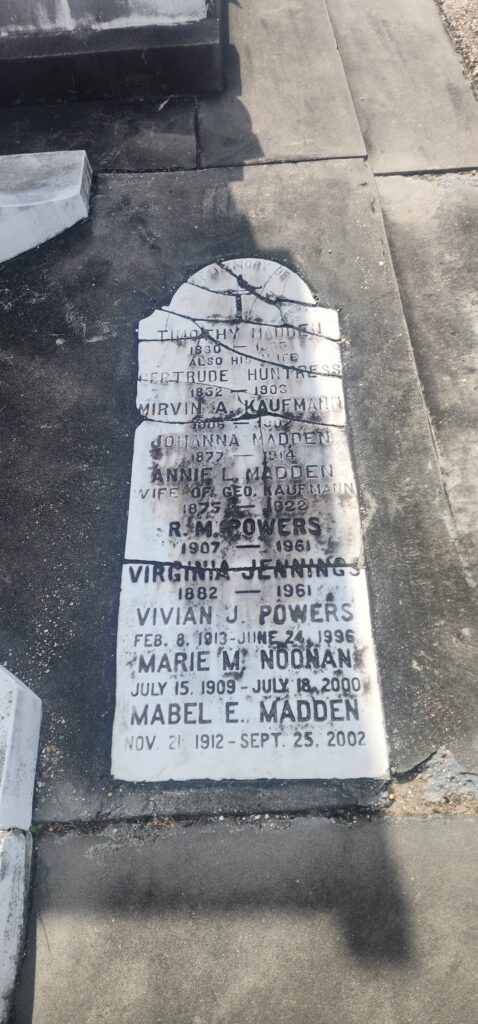 TIMOTHY MADDEN
ALSO HIS WIFE
GERTRUDE HUNTRESS
1852 — 1903
MIRVIN A. KAUFMANN
JOHANNA MADDEN
1877 — 1914
ANNIE L. MADDEN
WIFE OF GEO. KAUFMANN
1875 — 1922
R. M. POWERS
1907 — 1961
VIRGINIA JENNINGS
1882 — 1961
VIVIAN J. POWERS
FEB. 8, 1913 - JUNE 24, 1996
MARIE M. NOONAN
JULY 15, 1909 - JULY 18, 2000
MABEL E. MADDEN
NOV. 21, 1912 - SEPT. 25, 2002